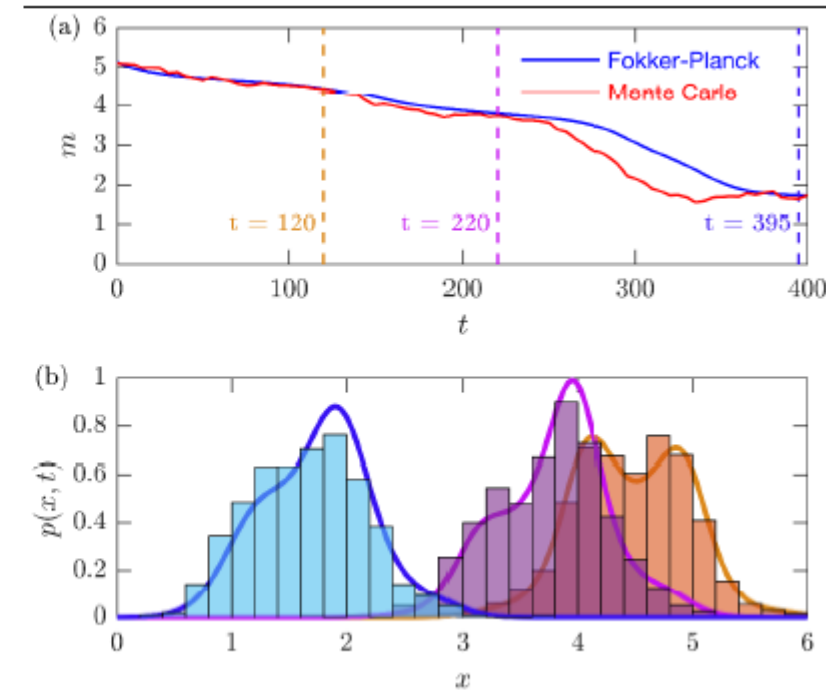 (a)
6
5
4
3
2
1
0
m
Fokker-Planck
Monte Carlo
t = 120
t = 220
t = 395
0 100 200 300 400
t
(b)
1
0.8
0.6
0.4
0.2
0
p(x, t)
0 1 2 3 4 5 6
x